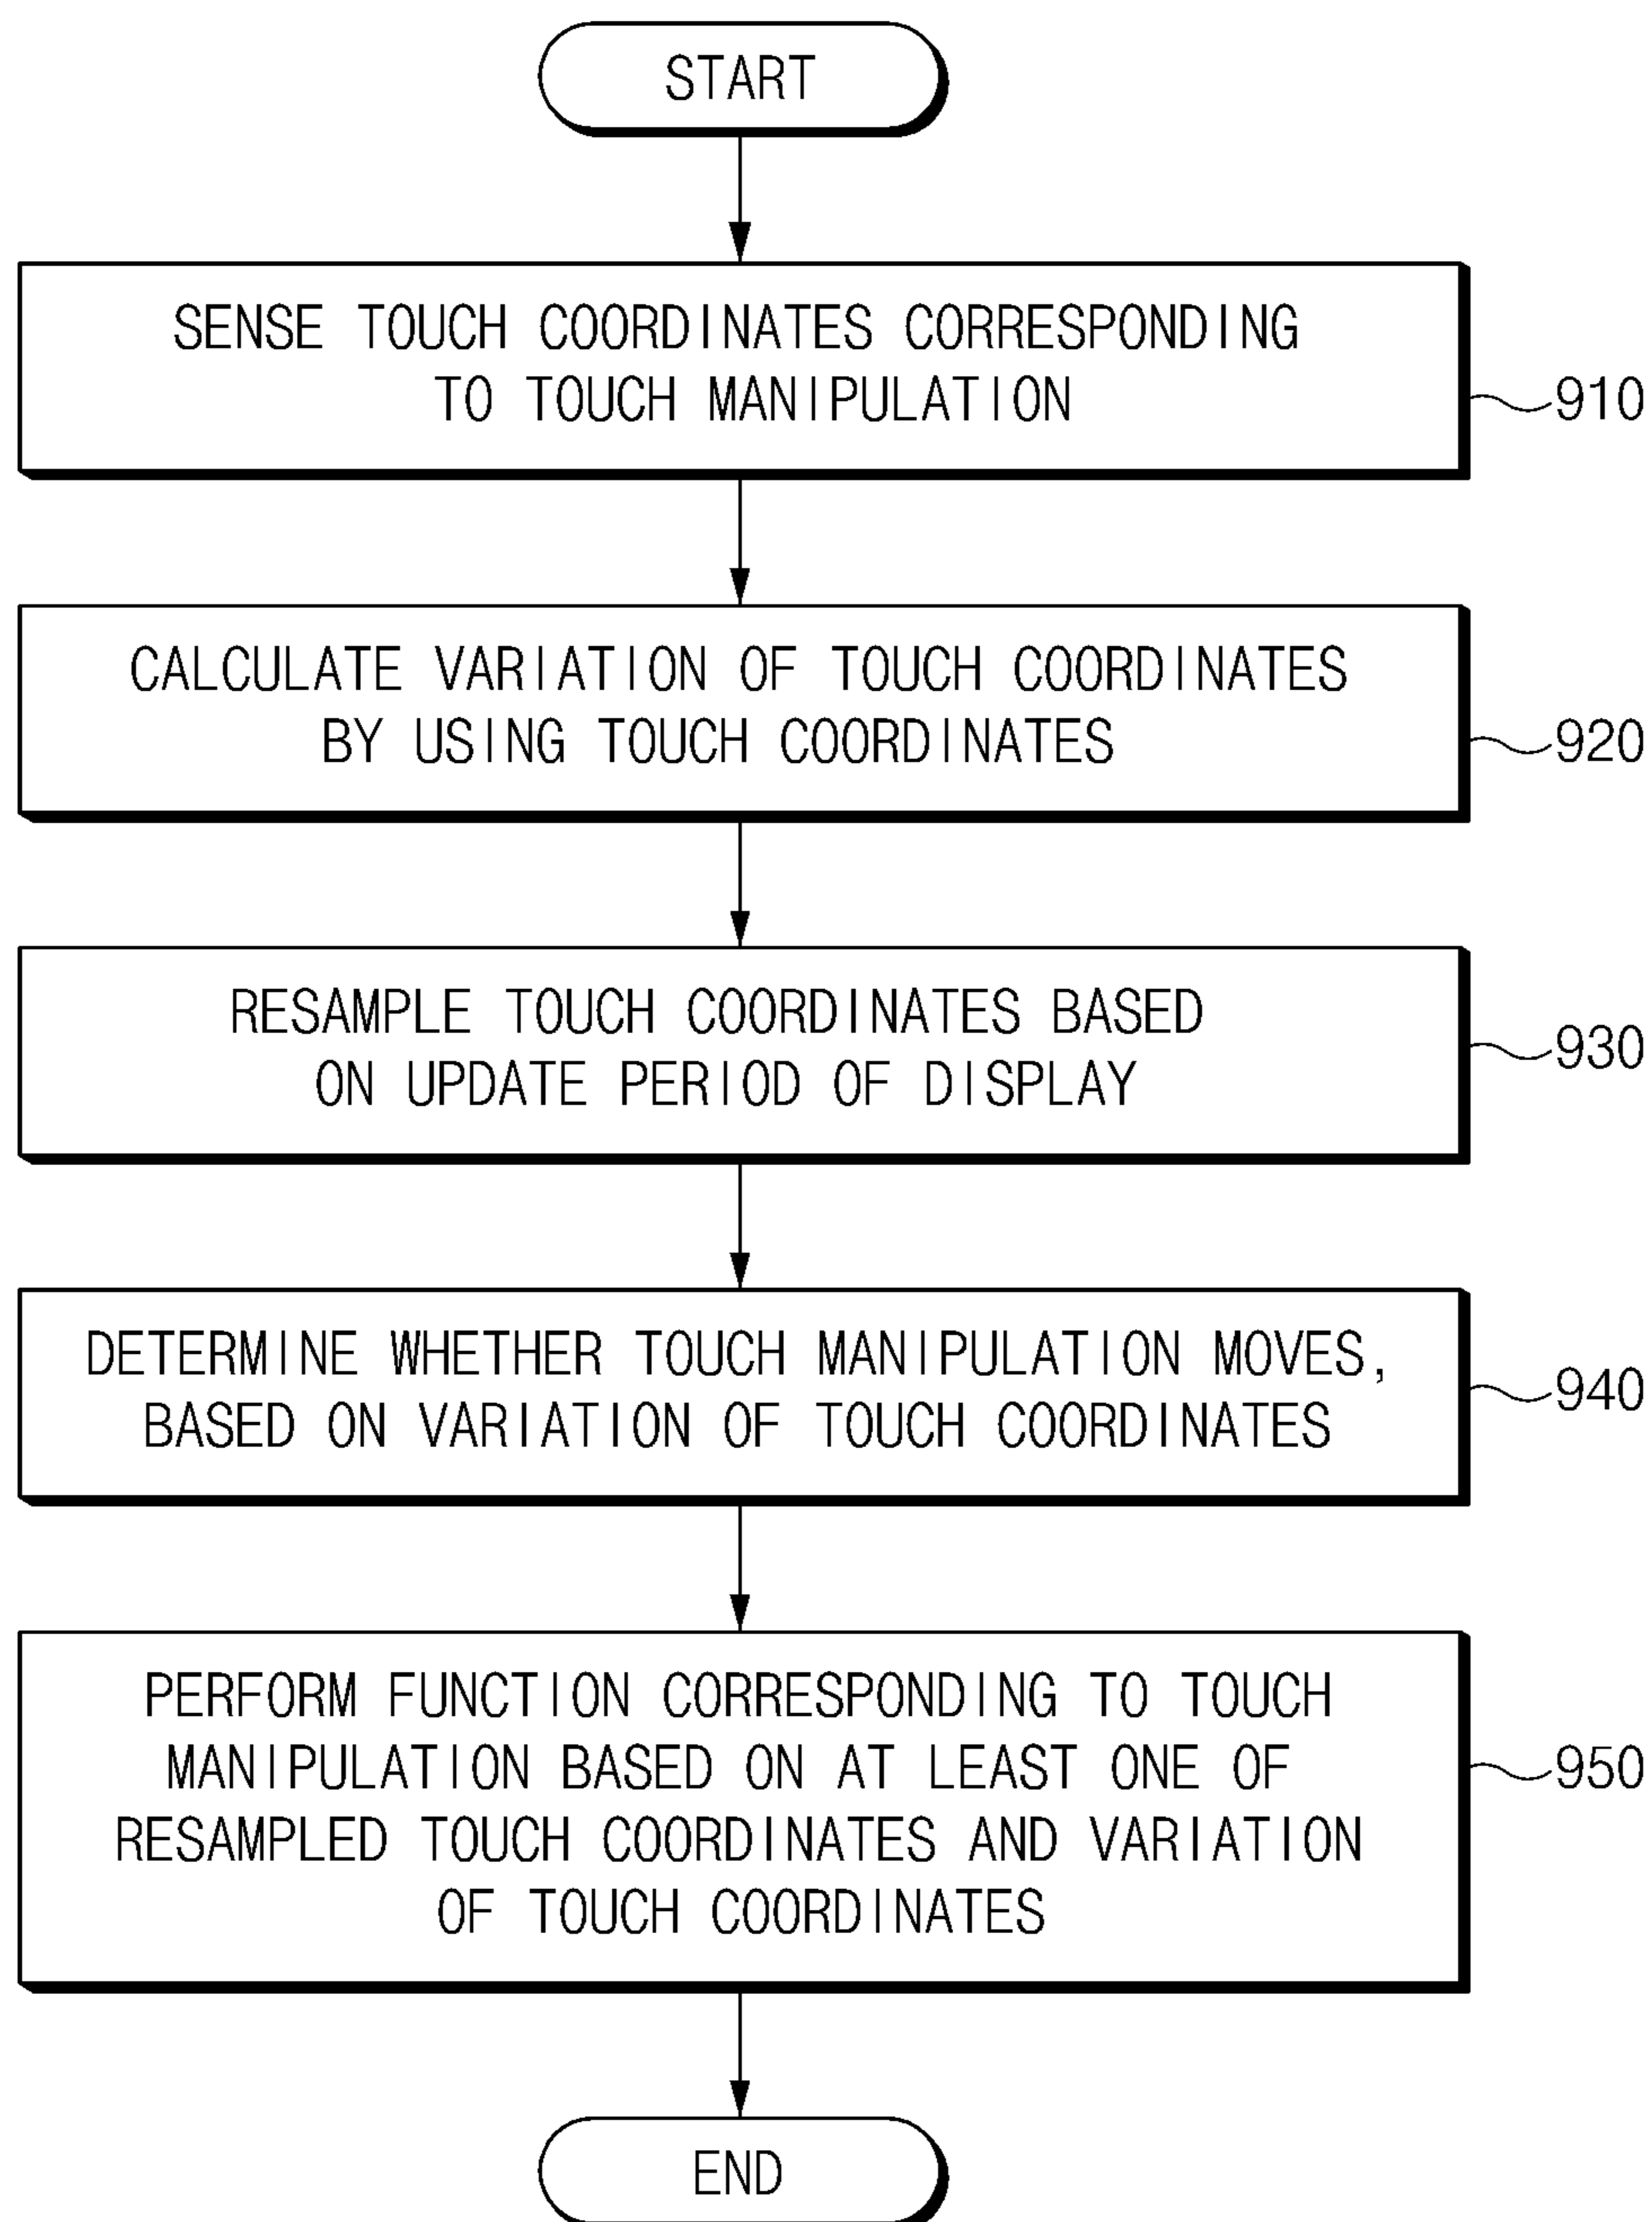 START
SENSE TOUCH COORDINATES CORRESPONDING
TO TOUCH MANIPULATION
910
CALCULATE VARIATION OF TOUCH COORDINATES
BY USING TOUCH COORDINATES
920
RESAMPLE TOUCH COORDINATES BASED
ON UPDATE PERIOD OF DISPLAY
930
DETERMINE WHETHER TOUCH MANIPULATION MOVES,
BASED ON VARIATION OF TOUCH COORDINATES
940
PERFORM FUNCTION CORRESPONDING TO TOUCH
MANIPULATION BASED ON AT LEAST ONE OF
RESAMPLED TOUCH COORDINATES AND VARIATION
OF TOUCH COORDINATES
950
END